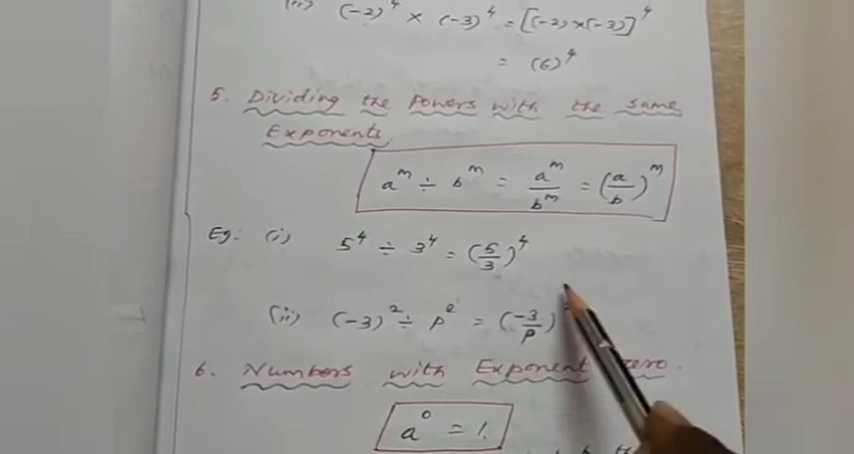 (ii) (-2)⁴ × (-3)⁴ = [(-2) × (-3)]⁴
= (6)⁴
5. Dividing the Powers with the same
Exponents
aᵐ ÷ bᵐ = aᵐ/bᵐ = (a/b)ᵐ
Eg: (i) 5⁴ ÷ 3⁴ = (5/3)⁴
(ii) (-3)² ÷ p² = (-3/p)
6. Numbers with Exponent zero.
a⁰ = 1.